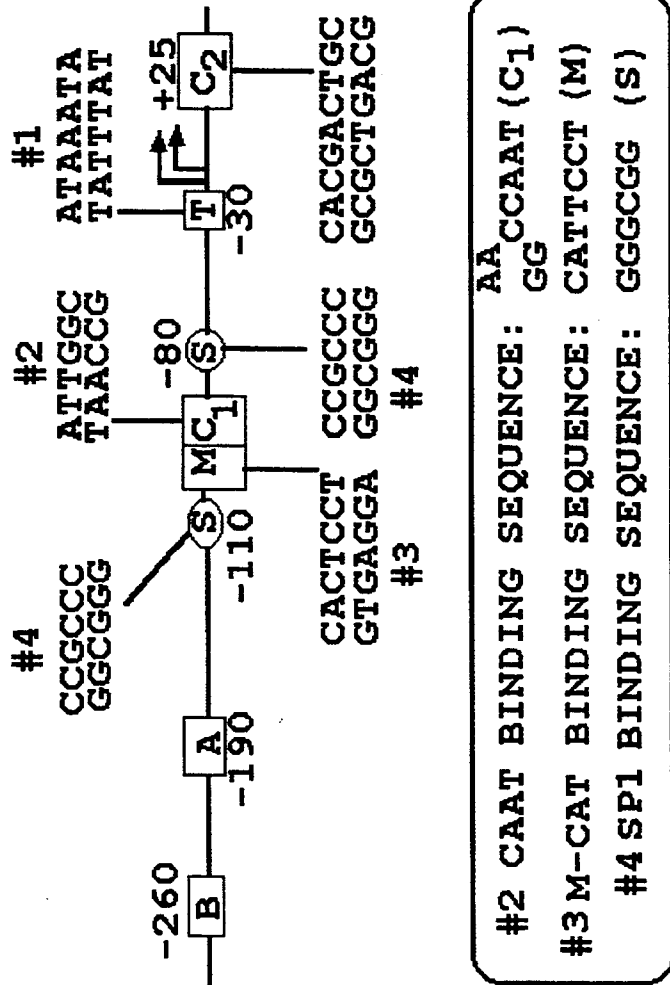 #4 #2 #1
CCGCCC ATTGGC ATAAATA
GGCGGG TAACCG TATTTAT
-260 -80 +25
B A S M C1 S T C2
-190 -110 -30
CACTCCT CCGCCC CACGACTGC
GTGAGGA GGCGGG GCGCTGACG
#3 #4
#2 CAAT BINDING SEQUENCE: AA/GG CCAAT (C1)
#3 M-CAT BINDING SEQUENCE: CATTCCT (M)
#4 SP1 BINDING SEQUENCE: GGGCGG (S)